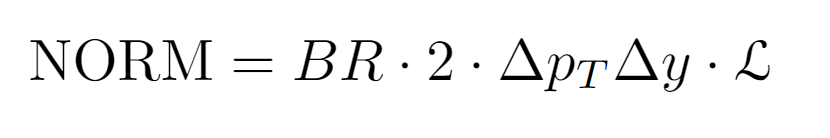 NORM = BR · 2 · Δp_T Δy · ℒ